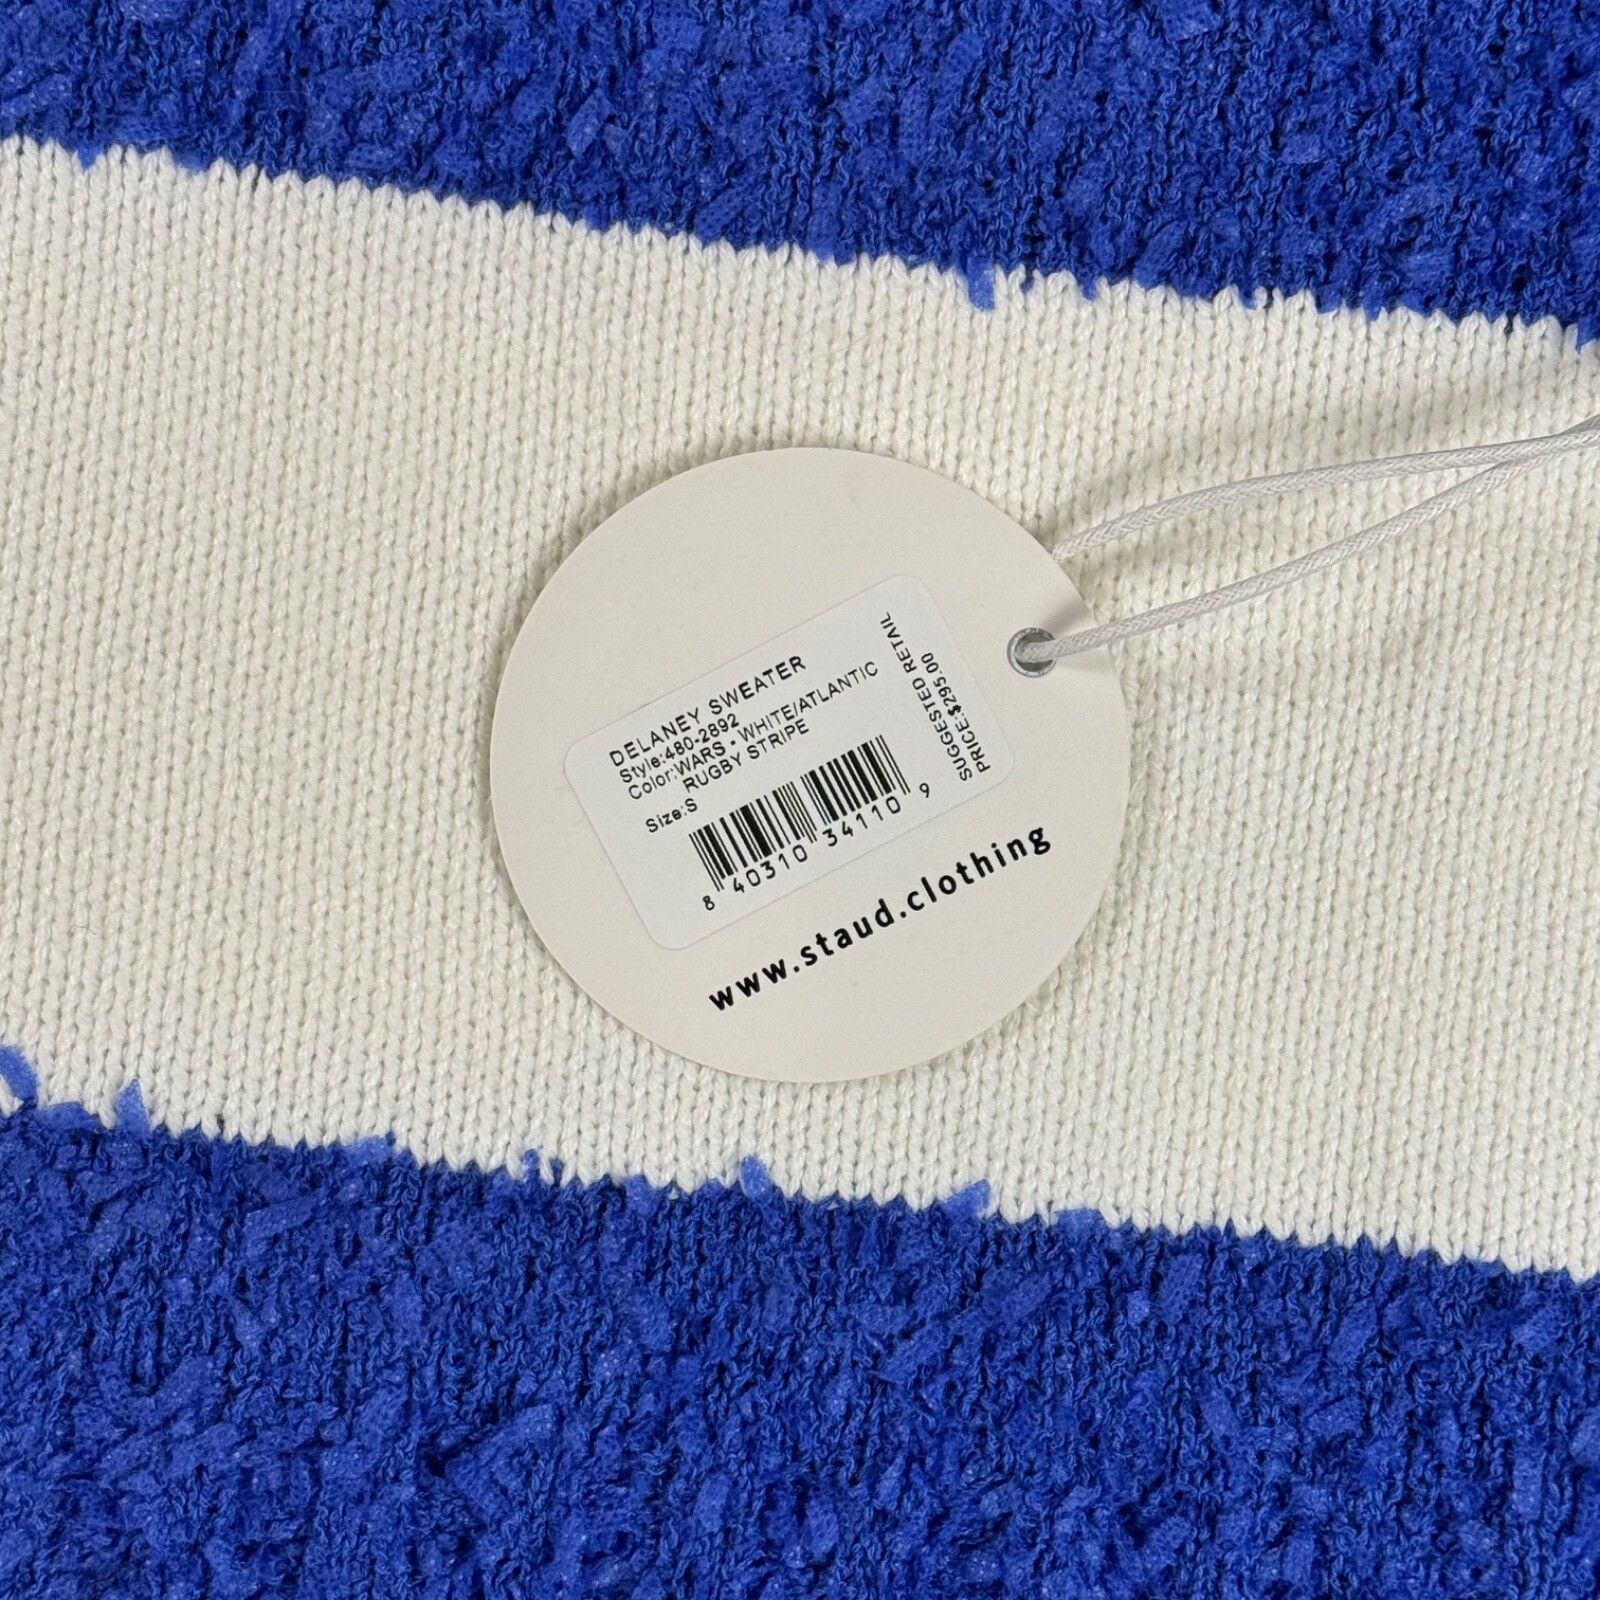 DELANEY SWEATER
Style:480-2892
Color:WARS - WHITE/ATLANTIC
RUGBY STRIPE
Size:S
8 40310 34110 9
SUGGESTED RETAIL
PRICE:$295.00
www.staud.clothing